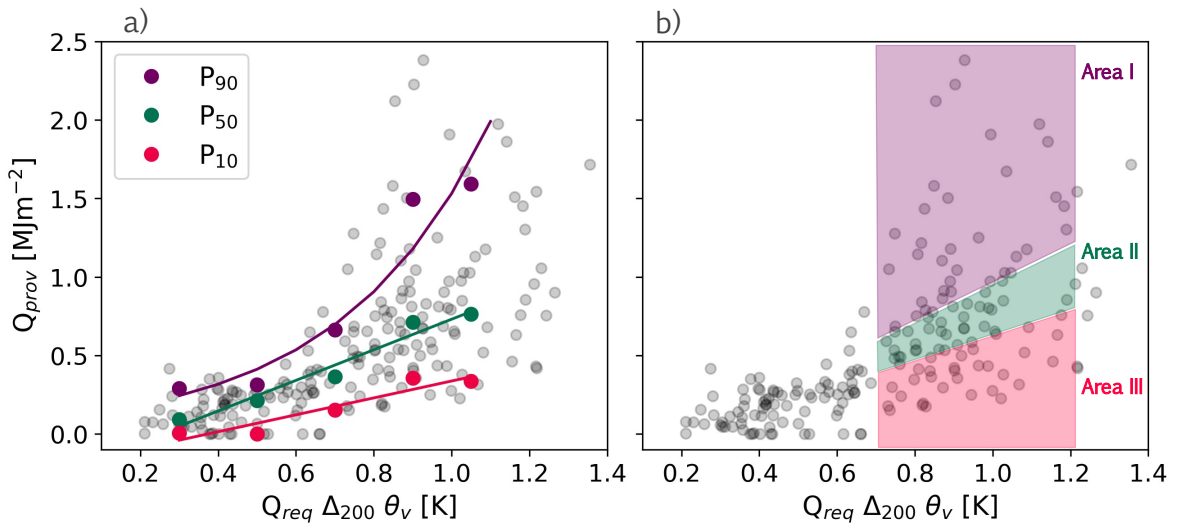 a)
b)
2.5
2.0
1.5
1.0
0.5
0.0
Q_prov [MJm^−2]
P_90
P_50
P_10
0.2 0.4 0.6 0.8 1.0 1.2 1.4
Q_req Δ_200 θ_v [K]
Area I
Area II
Area III
0.2 0.4 0.6 0.8 1.0 1.2 1.4
Q_req Δ_200 θ_v [K]